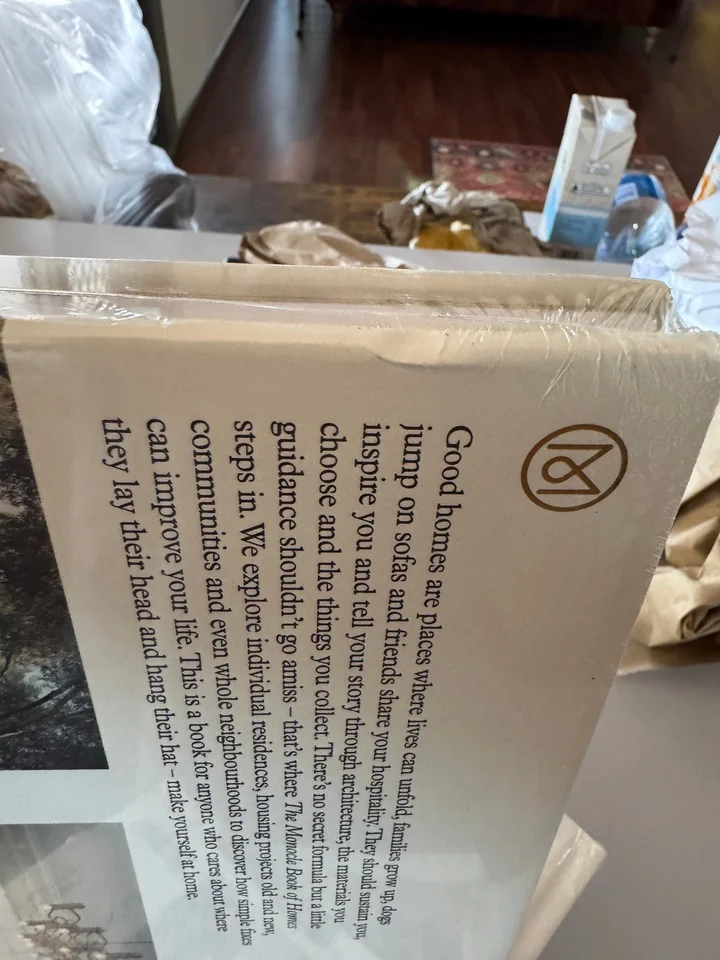 Good homes are places where lives can unfold, families grow up, dogs
jump on sofas and friends share your hospitality. They should sustain you,
inspire you and tell your story through architecture, the materials you
choose and the things you collect. There's no secret formula but a little
guidance shouldn't go amiss – that's where The Monocle Book of Homes
steps in. We explore individual residences, housing projects old and new,
communities and even whole neighbourhoods to discover how simple fixes
can improve your life. This is a book for anyone who cares about where
they lay their head and hang their hat – make yourself at home.